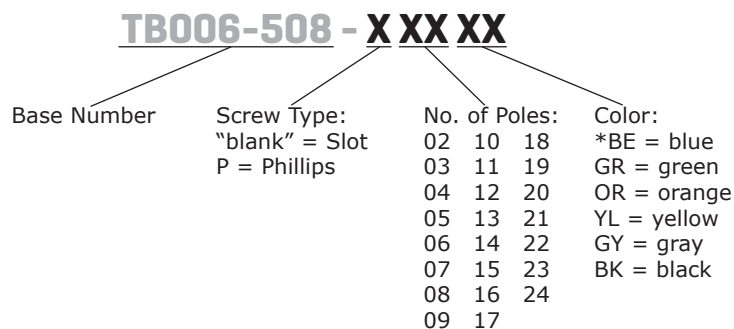 TB006-508 - X XX XX
Base Number
Screw Type:
"blank" = Slot
P = Phillips
No. of Poles:
02 10 18
03 11 19
04 12 20
05 13 21
06 14 22
07 15 23
08 16 24
09 17
Color:
*BE = blue
GR = green
OR = orange
YL = yellow
GY = gray
BK = black